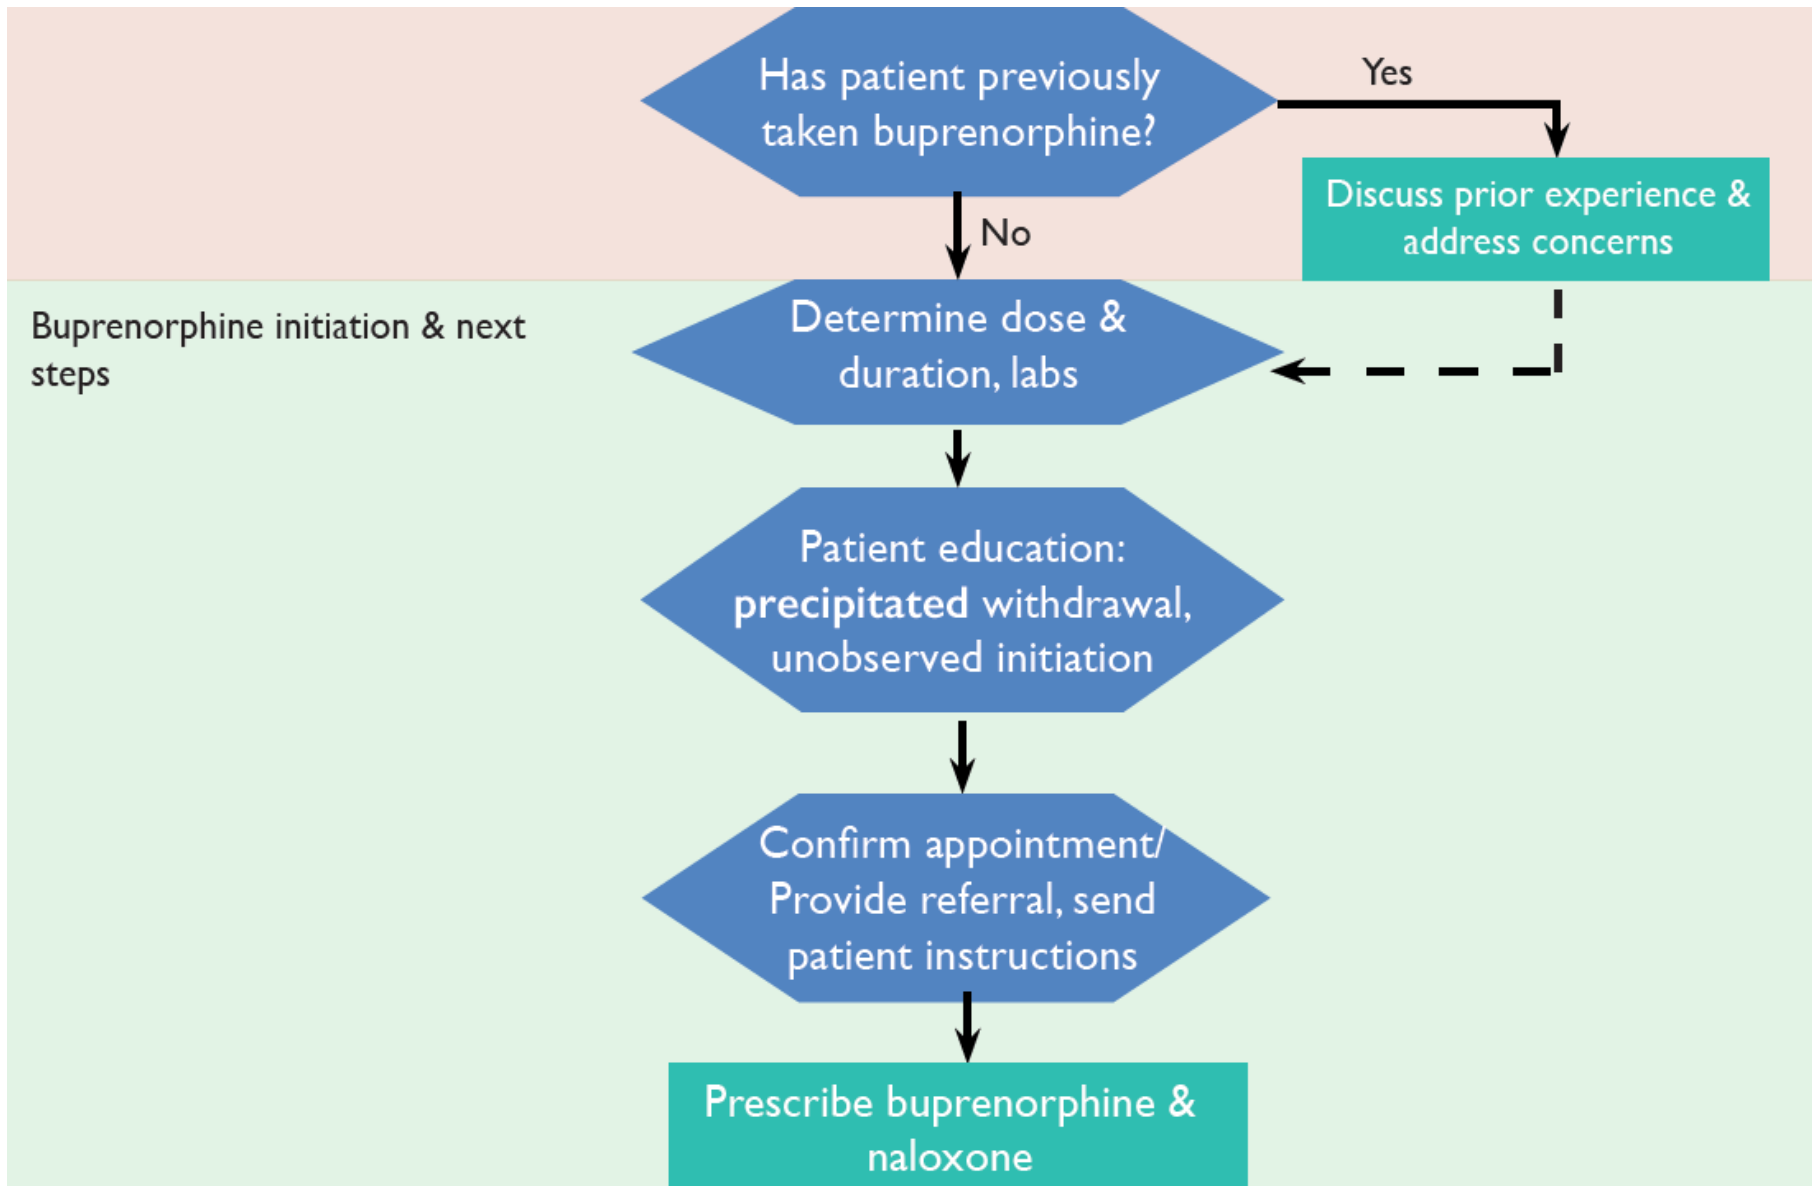 Has patient previously
taken buprenorphine?
Yes
Discuss prior experience &
address concerns
No
Buprenorphine initiation & next
steps
Determine dose &
duration, labs
Patient education:
precipitated withdrawal,
unobserved initiation
Confirm appointment/
Provide referral, send
patient instructions
Prescribe buprenorphine &
naloxone